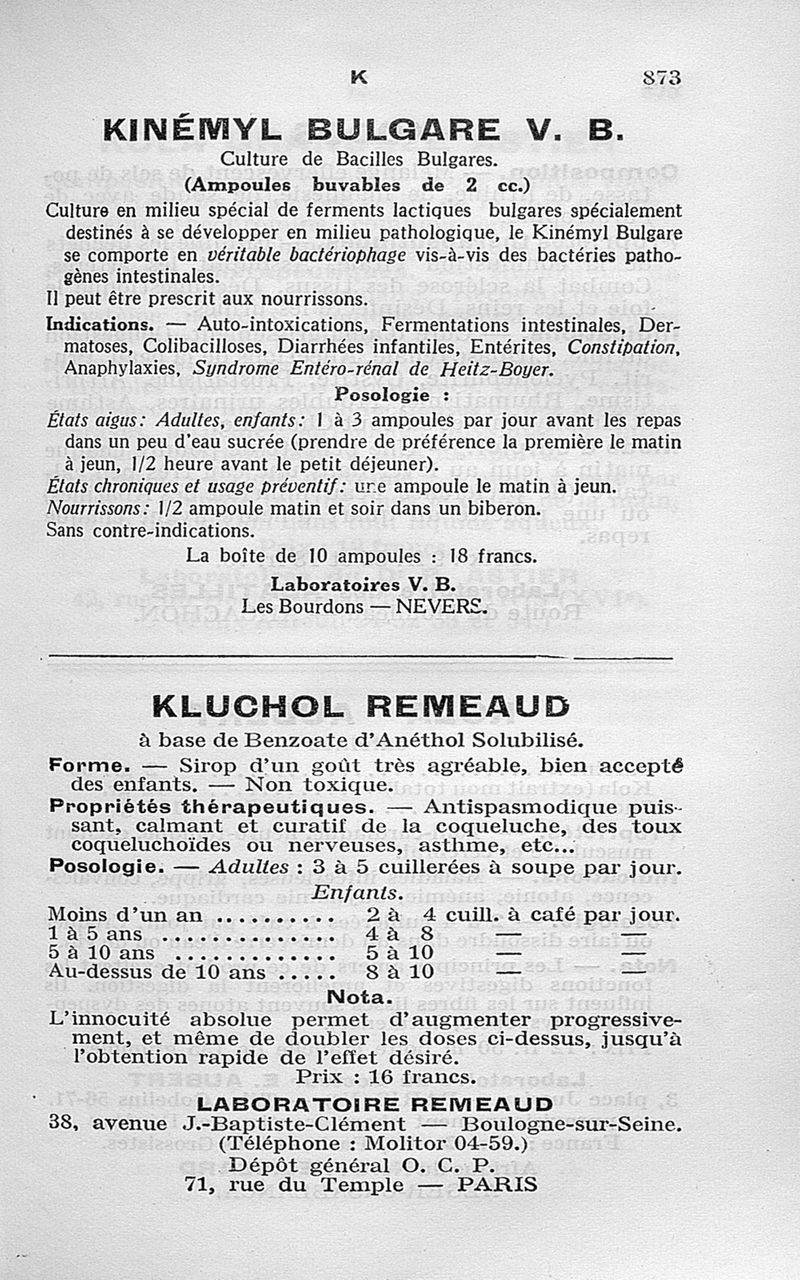 K 873
KINÉMYL BULGARE V. B.
Culture de Bacilles Bulgares.
(Ampoules buvables de 2 cc.)
Culture en milieu spécial de ferments lactiques bulgares spécialement
destinés à se développer en milieu pathologique, le Kinémyl Bulgare
se comporte en véritable bactériophage vis-à-vis des bactéries patho-
gènes intestinales.
Il peut être prescrit aux nourrissons.
Indications. — Auto-intoxications, Fermentations intestinales, Der-
matoses, Colibacilloses, Diarrhées infantiles, Entérites, Constipation,
Anaphylaxies, Syndrome Entéro-rénal de Heitz-Boyer.
Posologie :
États aigus: Adultes, enfants: 1 à 3 ampoules par jour avant les repas
dans un peu d'eau sucrée (prendre de préférence la première le matin
à jeun, 1/2 heure avant le petit déjeuner).
États chroniques et usage préventif: une ampoule le matin à jeun.
Nourrissons: 1/2 ampoule matin et soir dans un biberon.
Sans contre-indications.
La boîte de 10 ampoules : 18 francs.
Laboratoires V. B.
Les Bourdons — NEVERS.
KLUCHOL REMEAUD
à base de Benzoate d'Anéthol Solubilisé.
Forme. — Sirop d'un goût très agréable, bien accepté
des enfants. — Non toxique.
Propriétés thérapeutiques. — Antispasmodique puis-
sant, calmant et curatif de la coqueluche, des toux
coqueluchoïdes ou nerveuses, asthme, etc...
Posologie. — Adultes : 3 à 5 cuillerées à soupe par jour.
Enfants.
Moins d'un an .......... 2 à 4 cuill. à café par jour.
1 à 5 ans .............. 4 à 8 — —
5 à 10 ans ............. 5 à 10 — —
Au-dessus de 10 ans ..... 8 à 10 — —
Nota.
L'innocuité absolue permet d'augmenter progressive-
ment, et même de doubler les doses ci-dessus, jusqu'à
l'obtention rapide de l'effet désiré.
Prix : 16 francs.
LABORATOIRE REMEAUD
38, avenue J.-Baptiste-Clément — Boulogne-sur-Seine.
(Téléphone : Molitor 04-59.)
Dépôt général O. C. P.
71, rue du Temple — PARIS